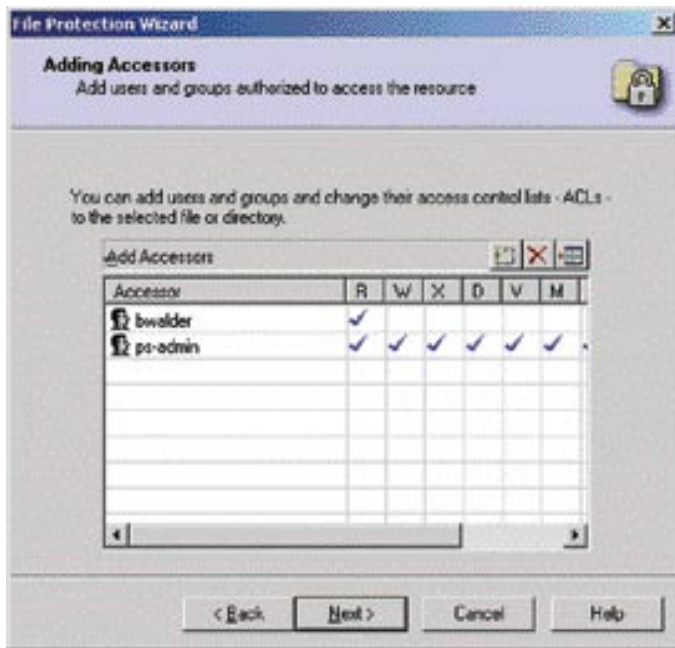 File Protection Wizard
Adding Accessors
Add users and groups authorized to access the resource
You can add users and groups and change their access control lists - ACLs -
to the selected file or directory.
Add Accessors
Accessor R W X D V M
bwalder
ps-admin
< Back Next > Cancel Help